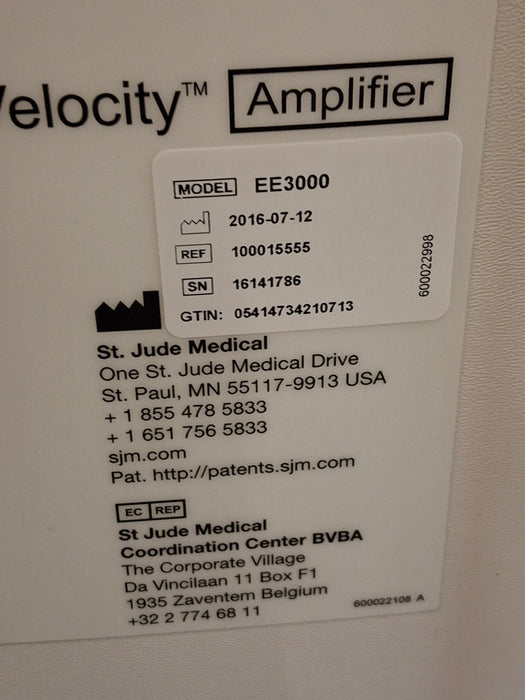 elocity™ Amplifier
MODEL EE3000
2016-07-12
REF 100015555
SN 16141786
GTIN: 05414734210713
600022998
St. Jude Medical
One St. Jude Medical Drive
St. Paul, MN 55117-9913 USA
+ 1 855 478 5833
+ 1 651 756 5833
sjm.com
Pat. http://patents.sjm.com
EC REP
St Jude Medical
Coordination Center BVBA
The Corporate Village
Da Vincilaan 11 Box F1
1935 Zaventem Belgium
+32 2 774 68 11
600022108 A